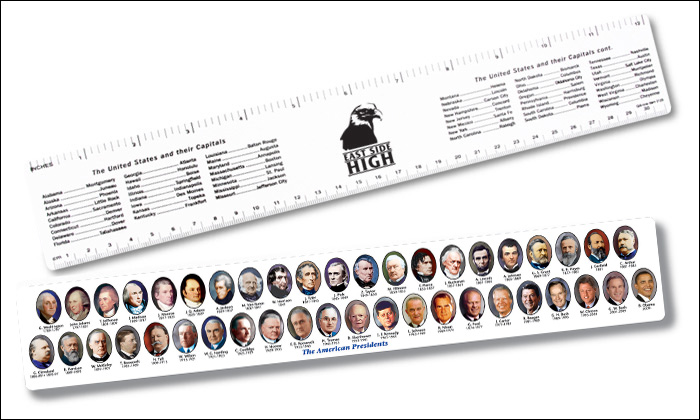 INCHES 1 2 3 4 5 6 7 8 9 10 11 12
The United States and their Capitals
Alabama Montgomery
Alaska Juneau
Arizona Phoenix
Arkansas Little Rock
California Sacramento
Colorado Denver
Connecticut Hartford
Delaware Dover
Florida Tallahassee
Georgia Atlanta
Hawaii Honolulu
Idaho Boise
Illinois Springfield
Indiana Indianapolis
Iowa Des Moines
Kansas Topeka
Kentucky Frankfort
Louisiana Baton Rouge
Maine Augusta
Maryland Annapolis
Massachusetts Boston
Michigan Lansing
Minnesota St. Paul
Mississippi Jackson
Missouri Jefferson City
EAST SIDE
HIGH
The United States and their Capitals cont.
Montana Helena
Nebraska Lincoln
Nevada Carson City
New Hampshire Concord
New Jersey Trenton
New Mexico Santa Fe
New York Albany
North Carolina Raleigh
North Dakota Bismarck
Ohio Columbus
Oklahoma Oklahoma City
Oregon Salem
Pennsylvania Harrisburg
Rhode Island Providence
South Carolina Columbia
South Dakota Pierre
Tennessee Nashville
Texas Austin
Utah Salt Lake City
Vermont Montpelier
Virginia Richmond
Washington Olympia
West Virginia Charleston
Wisconsin Madison
Wyoming Cheyenne
cm 1 2 3 4 5 6 7 8 9 10 11 12 13 14 15 16 17 18 19 20 21 22 23 24 25 26 27 28 29 30
G. Washington
J. Q. Adams
A. Jackson
M. Van Buren
W. Harrison
J. Tyler
J. Polk
Z. Taylor
M. Fillmore
F. Pierce
J. Buchanan
A. Lincoln
A. Johnson
U. S. Grant
R. B. Hayes
J. Garfield
C. Arthur
G. Cleveland
B. Harrison
W. McKinley
T. Roosevelt
W. Taft
W. Wilson
W. G. Harding
C. Coolidge
H. Hoover
F. D. Roosevelt
H. Truman
D. Eisenhower
J. F. Kennedy
L. Johnson
R. Nixon
G. Ford
J. Carter
R. Reagan
G. H. Bush
W. Clinton
G. W. Bush
B. Obama
The American Presidents